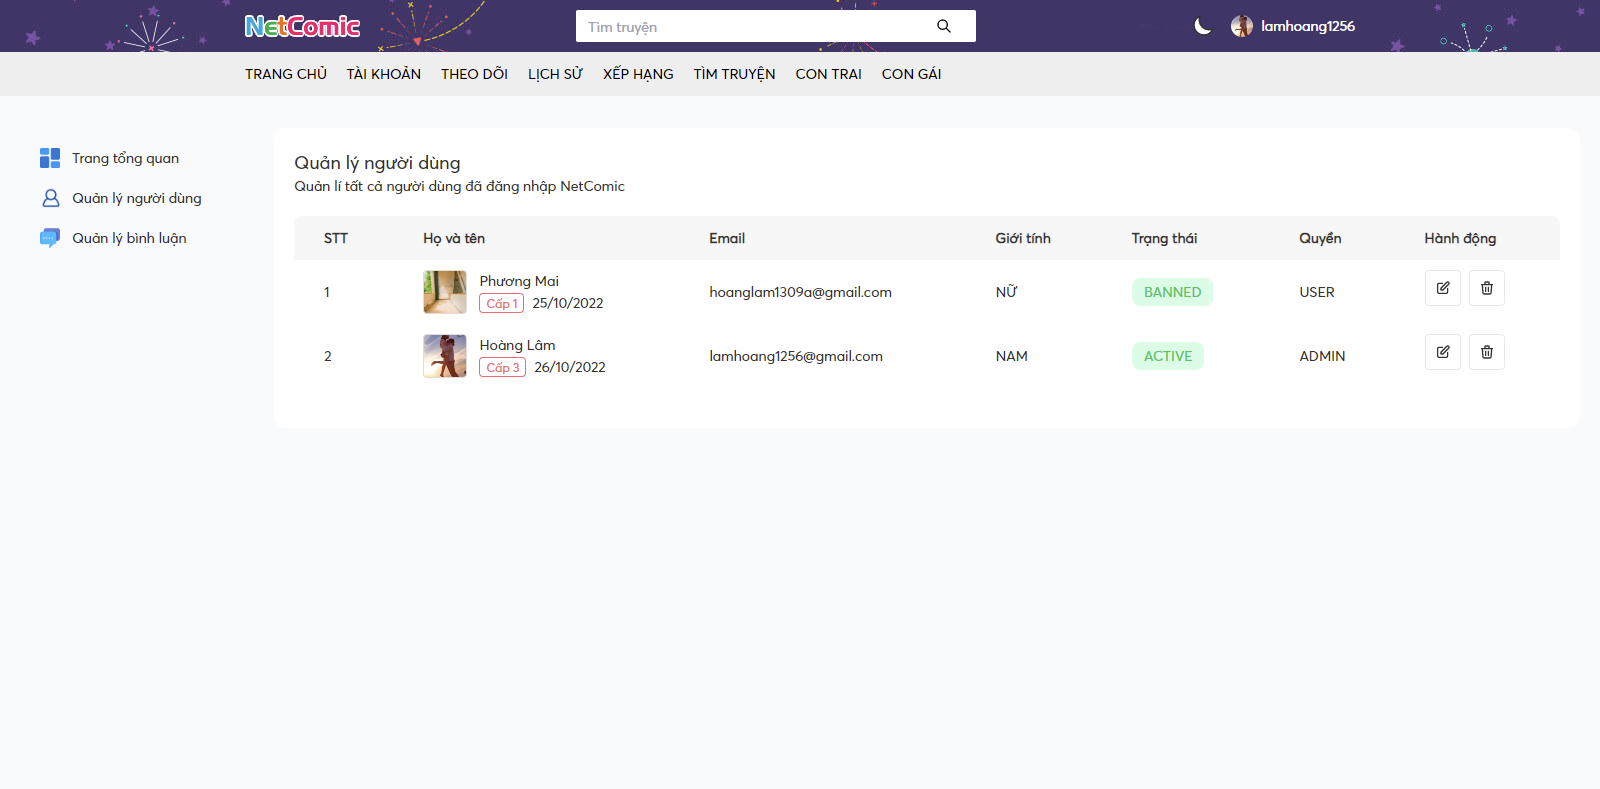 NetComic
Tìm truyện
lamhoang1256
TRANG CHỦ TÀI KHOẢN THEO DÕI LỊCH SỬ XẾP HẠNG TÌM TRUYỆN CON TRAI CON GÁI
Trang tổng quan
Quản lý người dùng
Quản lý bình luận
Quản lý người dùng
Quản lí tất cả người dùng đã đăng nhập NetComic
STT Họ và tên Email Giới tính Trạng thái Quyền Hành động
1 Phương Mai hoanglam1309a@gmail.com NỮ BANNED USER
Cấp 1 25/10/2022
2 Hoàng Lâm lamhoang1256@gmail.com NAM ACTIVE ADMIN
Cấp 3 26/10/2022